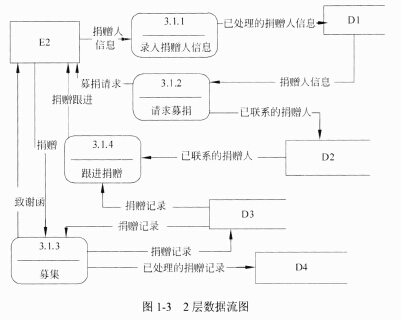 E2
捐赠人
信息
3.1.1
录入捐赠人信息
已处理的捐赠人信息
D1
募捐请求
3.1.2
请求募捐
捐赠人信息
捐赠跟进
已联系的捐赠人
捐赠
3.1.4
跟进捐赠
已联系的捐赠人
D2
致谢函
捐赠记录
D3
捐赠记录
3.1.3
募集
捐赠记录
已处理的捐赠记录
D4
图 1-3 2 层数据流图